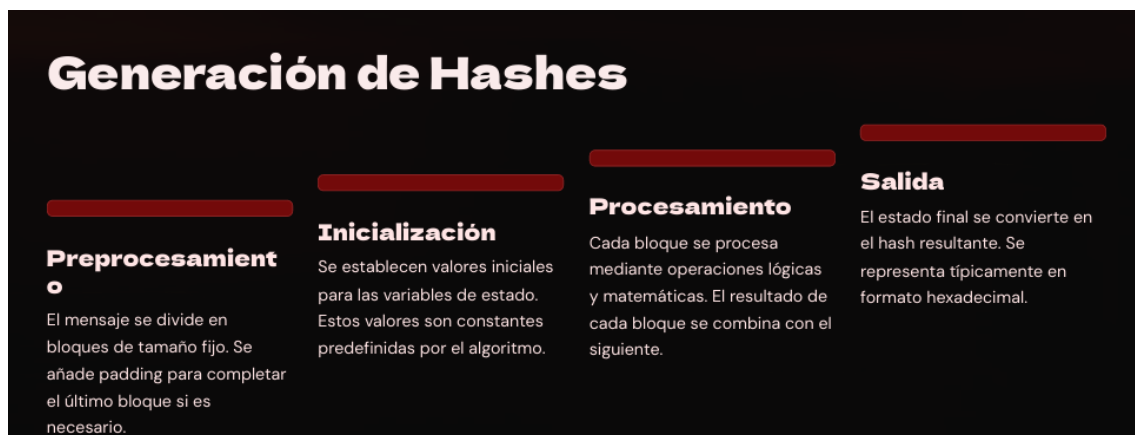 Generación de Hashes
Preprocesamient
o
El mensaje se divide en
bloques de tamaño fijo. Se
añade padding para completar
el último bloque si es
necesario.
Inicialización
Se establecen valores iniciales
para las variables de estado.
Estos valores son constantes
predefinidas por el algoritmo.
Procesamiento
Cada bloque se procesa
mediante operaciones lógicas
y matemáticas. El resultado de
cada bloque se combina con el
siguiente.
Salida
El estado final se convierte en
el hash resultante. Se
representa típicamente en
formato hexadecimal.